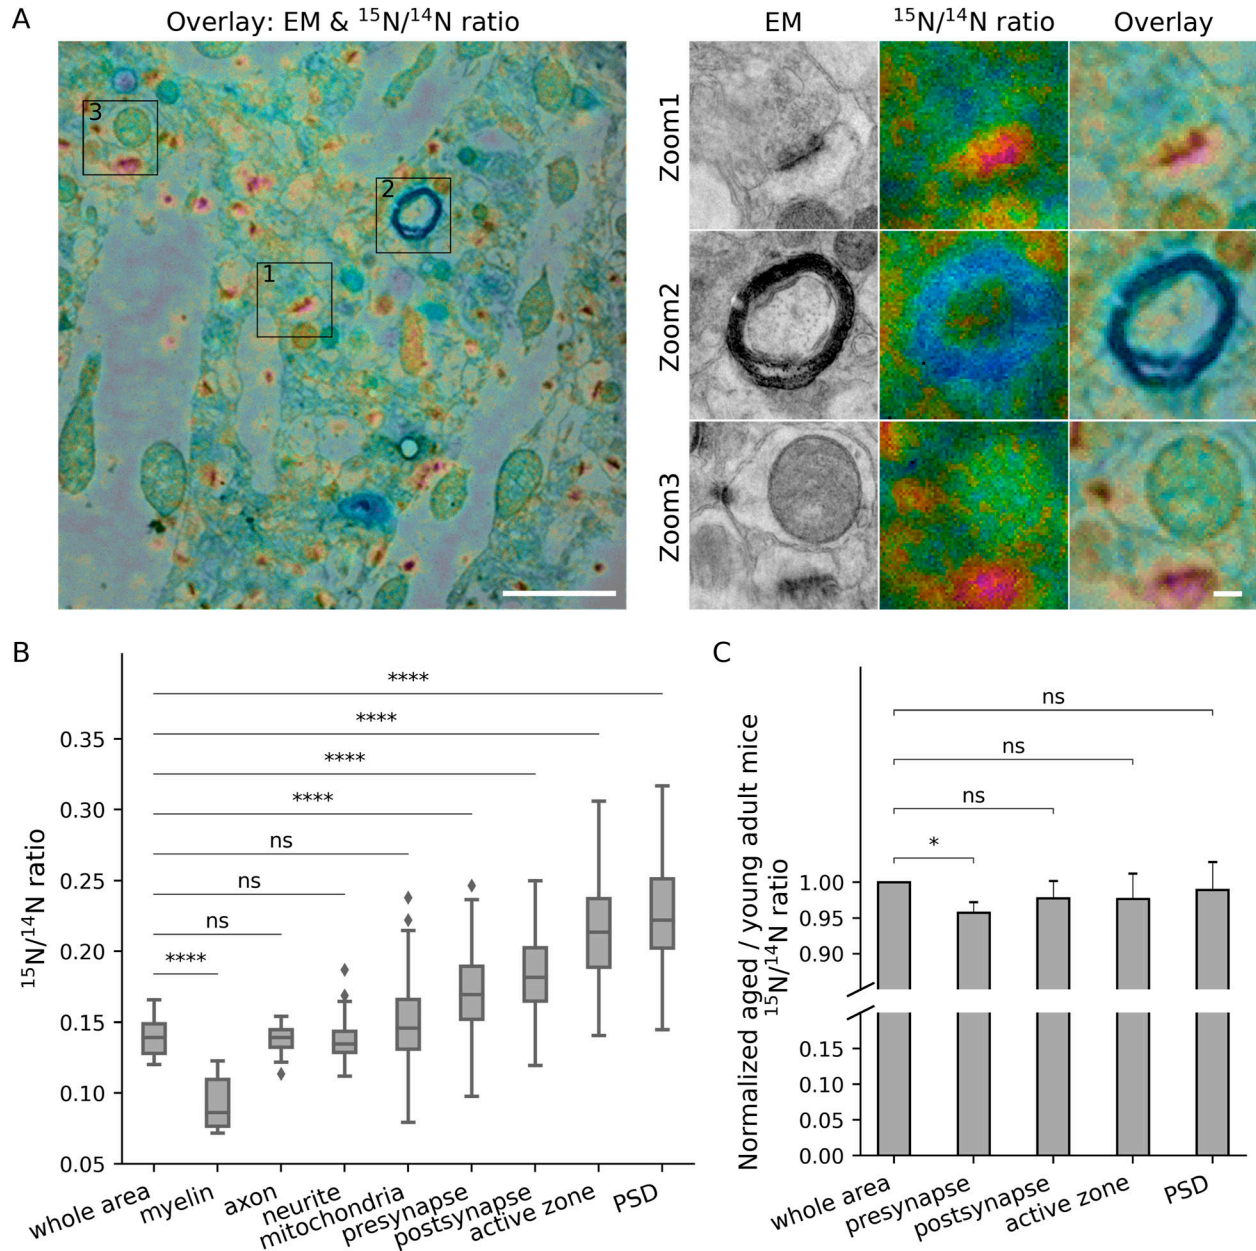 A
Overlay: EM & ¹⁵N/¹⁴N ratio
3
2
1
EM
¹⁵N/¹⁴N ratio
Overlay
Zoom1
Zoom2
Zoom3
B
¹⁵N/¹⁴N ratio
0.35
0.30
0.25
0.20
0.15
0.10
0.05
****
****
****
****
ns
ns
ns
****
whole area
myelin
axon
neurite
mitochondria
presynapse
postsynapse
active zone
PSD
C
Normalized aged / young adult mice
¹⁵N/¹⁴N ratio
1.00
0.95
0.90
0.15
0.10
0.05
0.00
ns
ns
ns
*
whole area
presynapse
postsynapse
active zone
PSD